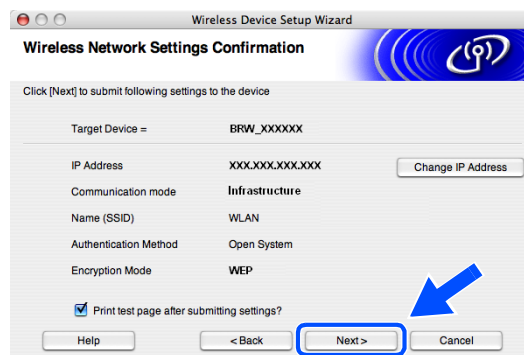 Wireless Device Setup Wizard
Wireless Network Settings Confirmation
Click [Next] to submit following settings to the device
Target Device = BRW_XXXXXX
IP Address XXX.XXX.XXX.XXX Change IP Address
Communication mode Infrastructure
Name (SSID) WLAN
Authentication Method Open System
Encryption Mode WEP
Print test page after submitting settings?
Help < Back Next > Cancel